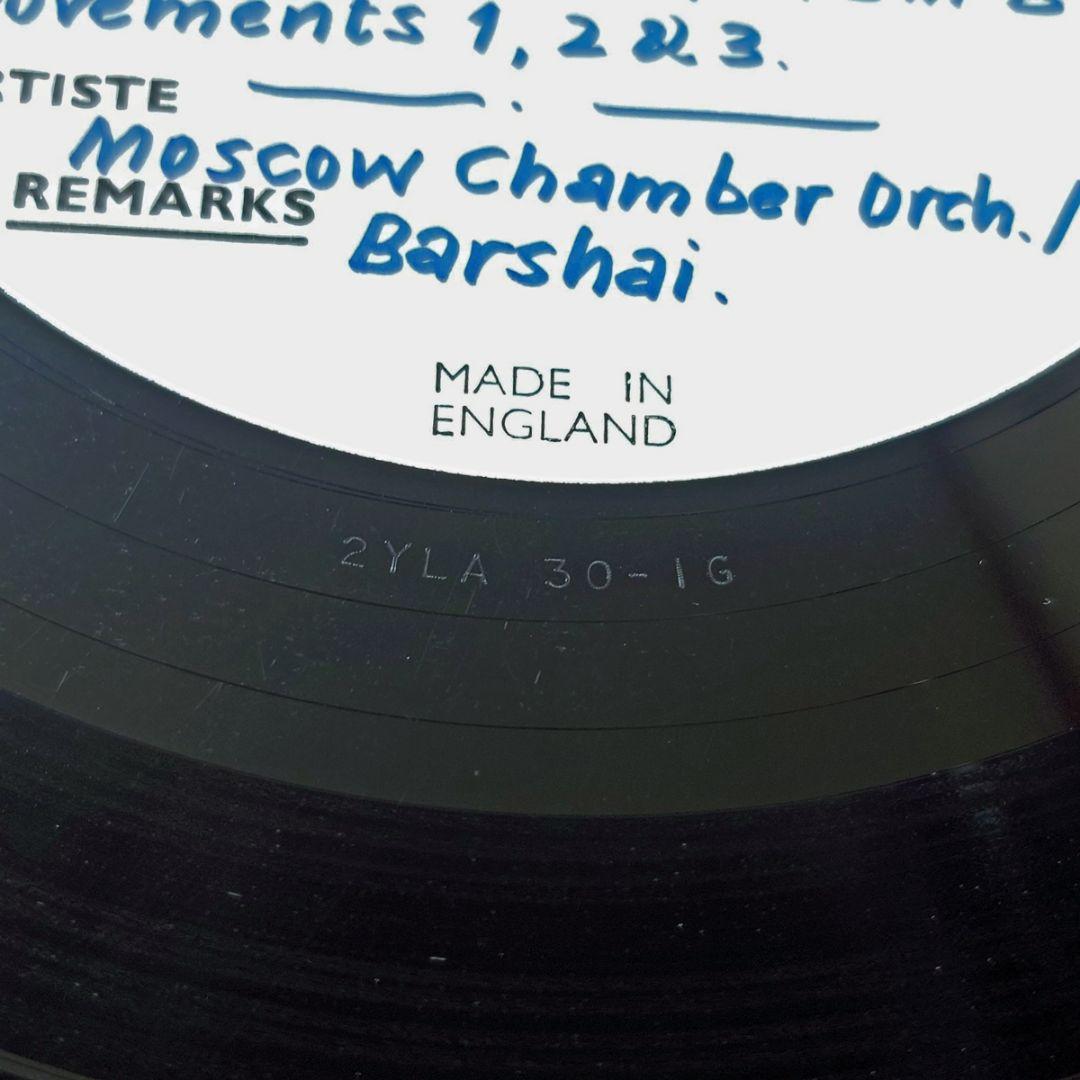 ovements 1, 2 & 3.
RTISTE
Moscow Chamber Orch. /
REMARKS
Barshai.
MADE IN
ENGLAND
2YLA 30-1G